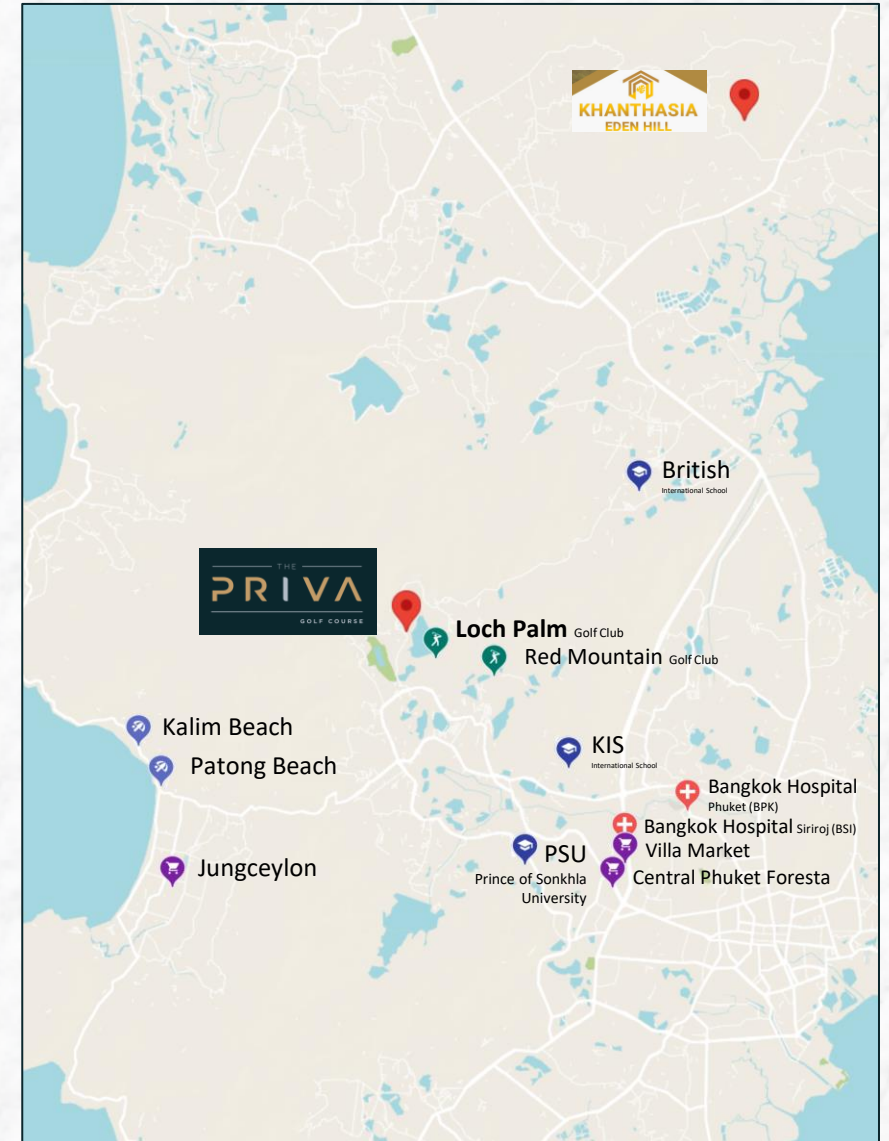 KHANTHASIA
EDEN HILL
British
International School
THE
PRIVA
GOLF COURSE
Loch Palm Golf Club
Red Mountain Golf Club
Kalim Beach
Patong Beach
KIS
International School
Bangkok Hospital
Phuket (BPK)
Bangkok Hospital Siriroj (BSI)
Villa Market
PSU
Prince of Sonkhla
University
Central Phuket Foresta
Jungceylon